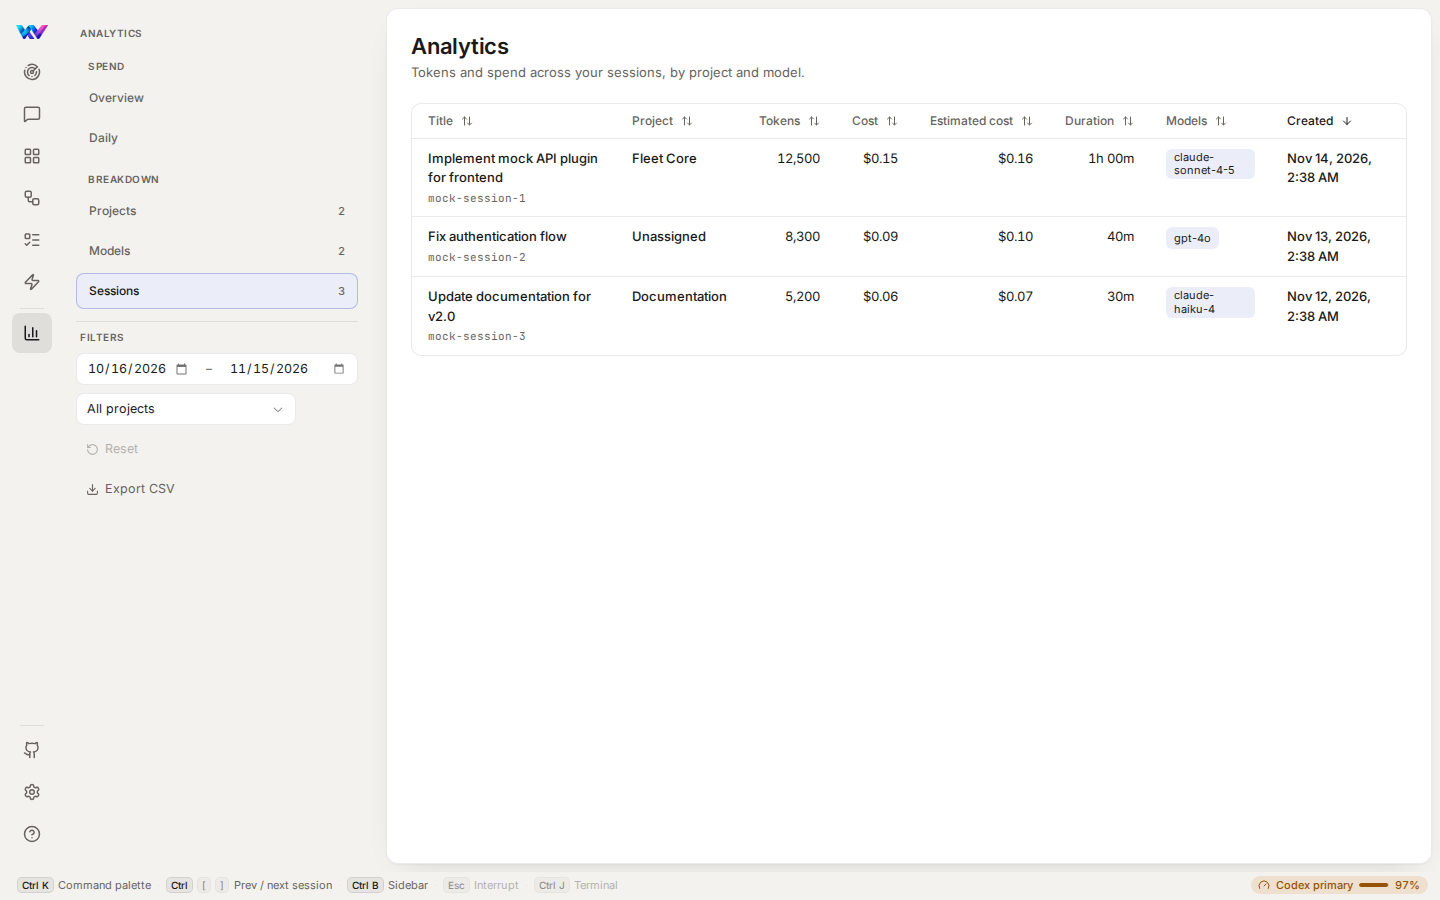 ANALYTICS
SPEND
Overview
Daily
BREAKDOWN
Projects 2
Models 2
Sessions 3
FILTERS
10/16/2026 – 11/15/2026
All projects
Reset
Export CSV
Analytics
Tokens and spend across your sessions, by project and model.
Title Project Tokens Cost Estimated cost Duration Models Created
Implement mock API plugin for frontend
mock-session-1
Fleet Core 12,500 $0.15 $0.16 1h 00m
claude-sonnet-4-5
Nov 14, 2026, 2:38 AM
Fix authentication flow
mock-session-2
Unassigned 8,300 $0.09 $0.10 40m
gpt-4o
Nov 13, 2026, 2:38 AM
Update documentation for v2.0
mock-session-3
Documentation 5,200 $0.06 $0.07 30m
claude-haiku-4
Nov 12, 2026, 2:38 AM
Ctrl K Command palette Ctrl [ ] Prev / next session Ctrl B Sidebar Esc Interrupt Ctrl J Terminal
Codex primary 97%